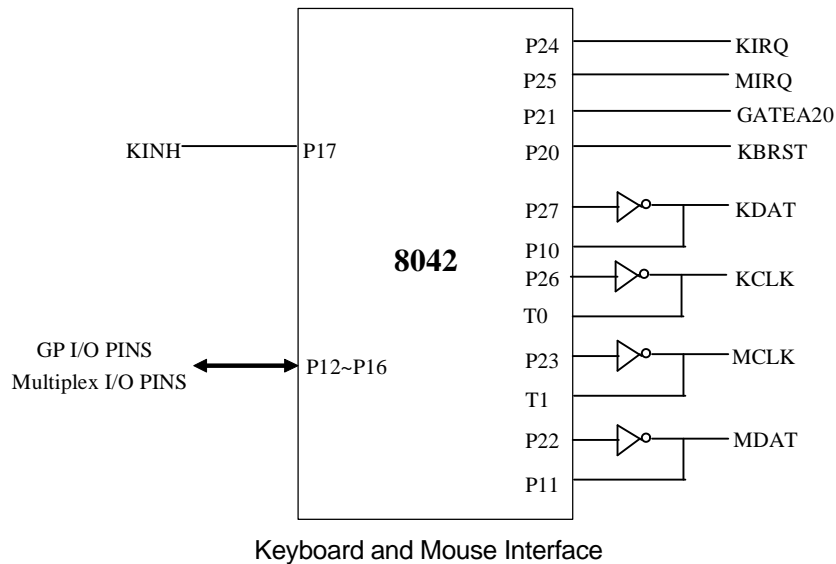 P24 KIRQ
P25 MIRQ
P21 GATEA20
KINH P17 P20 KBRST
P27 KDAT
P10
8042
P26 KCLK
T0
GP I/O PINS
Multiplex I/O PINS
P12~P16
P23 MCLK
T1
P22 MDAT
P11
Keyboard and Mouse Interface